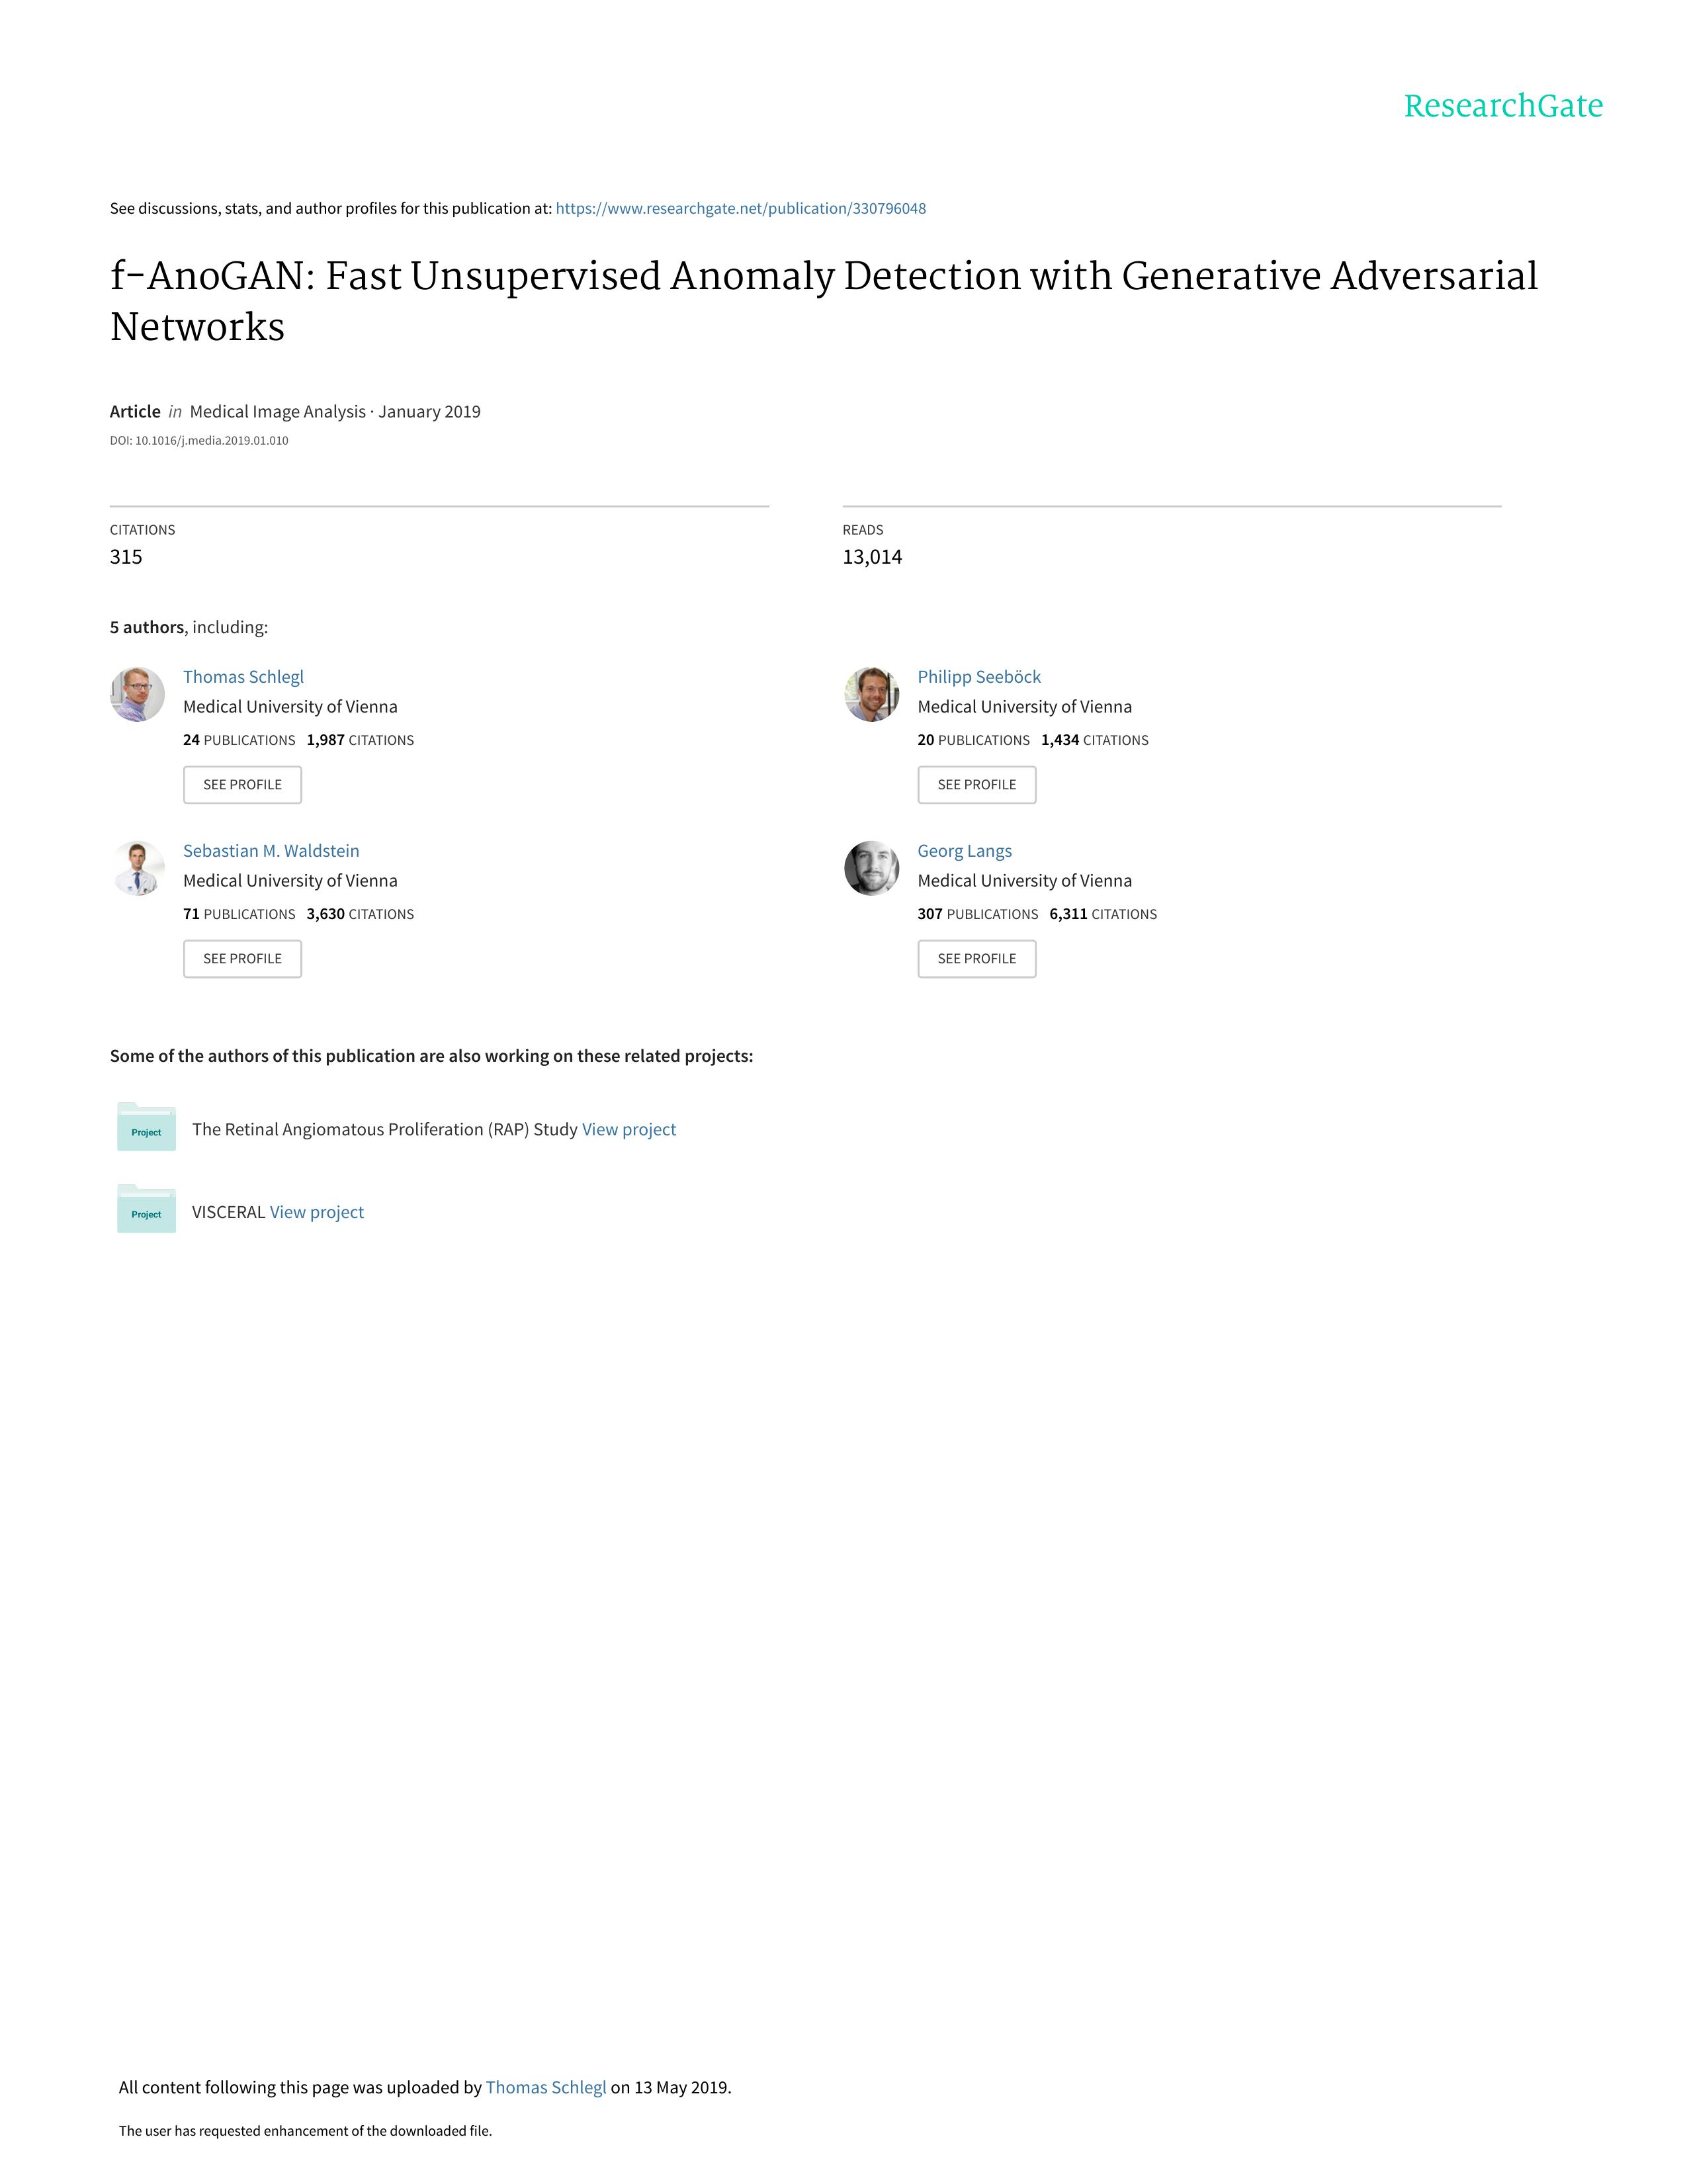 ResearchGate
See discussions, stats, and author profiles for this publication at: https://www.researchgate.net/publication/330796048
f-AnoGAN: Fast Unsupervised Anomaly Detection with Generative Adversarial
Networks
Article in Medical Image Analysis · January 2019
DOI: 10.1016/j.media.2019.01.010
CITATIONS
315
READS
13,014
5 authors, including:
Thomas Schlegl
Medical University of Vienna
24 PUBLICATIONS 1,987 CITATIONS
SEE PROFILE
Philipp Seeböck
Medical University of Vienna
20 PUBLICATIONS 1,434 CITATIONS
SEE PROFILE
Sebastian M. Waldstein
Medical University of Vienna
71 PUBLICATIONS 3,630 CITATIONS
SEE PROFILE
Georg Langs
Medical University of Vienna
307 PUBLICATIONS 6,311 CITATIONS
SEE PROFILE
Some of the authors of this publication are also working on these related projects:
Project
The Retinal Angiomatous Proliferation (RAP) Study View project
Project
VISCERAL View project
All content following this page was uploaded by Thomas Schlegl on 13 May 2019.
The user has requested enhancement of the downloaded file.